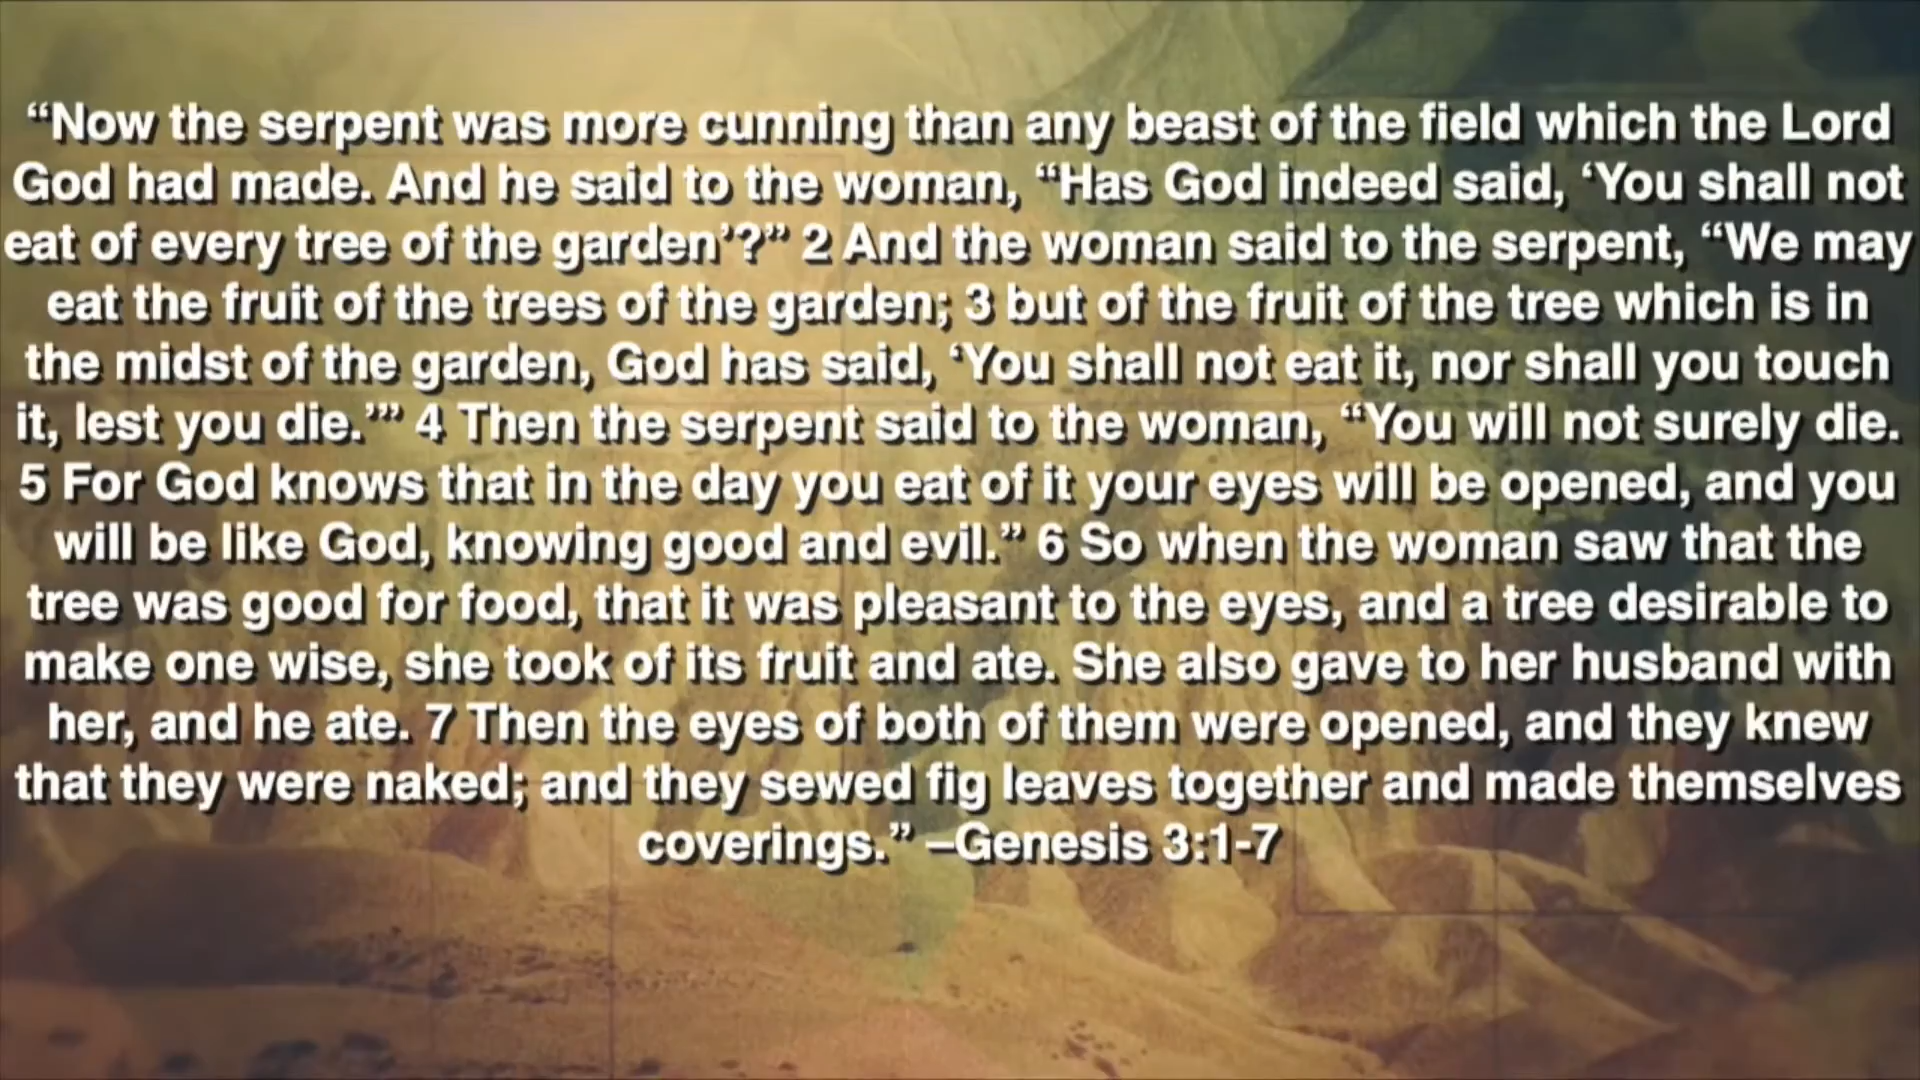 “Now the serpent was more cunning than any beast of the field which the Lord
God had made. And he said to the woman, “Has God indeed said, ‘You shall not
eat of every tree of the garden’?” 2 And the woman said to the serpent, “We may
eat the fruit of the trees of the garden; 3 but of the fruit of the tree which is in
the midst of the garden, God has said, ‘You shall not eat it, nor shall you touch
it, lest you die.’” 4 Then the serpent said to the woman, “You will not surely die.
5 For God knows that in the day you eat of it your eyes will be opened, and you
will be like God, knowing good and evil.” 6 So when the woman saw that the
tree was good for food, that it was pleasant to the eyes, and a tree desirable to
make one wise, she took of its fruit and ate. She also gave to her husband with
her, and he ate. 7 Then the eyes of both of them were opened, and they knew
that they were naked; and they sewed fig leaves together and made themselves
coverings.” –Genesis 3:1-7